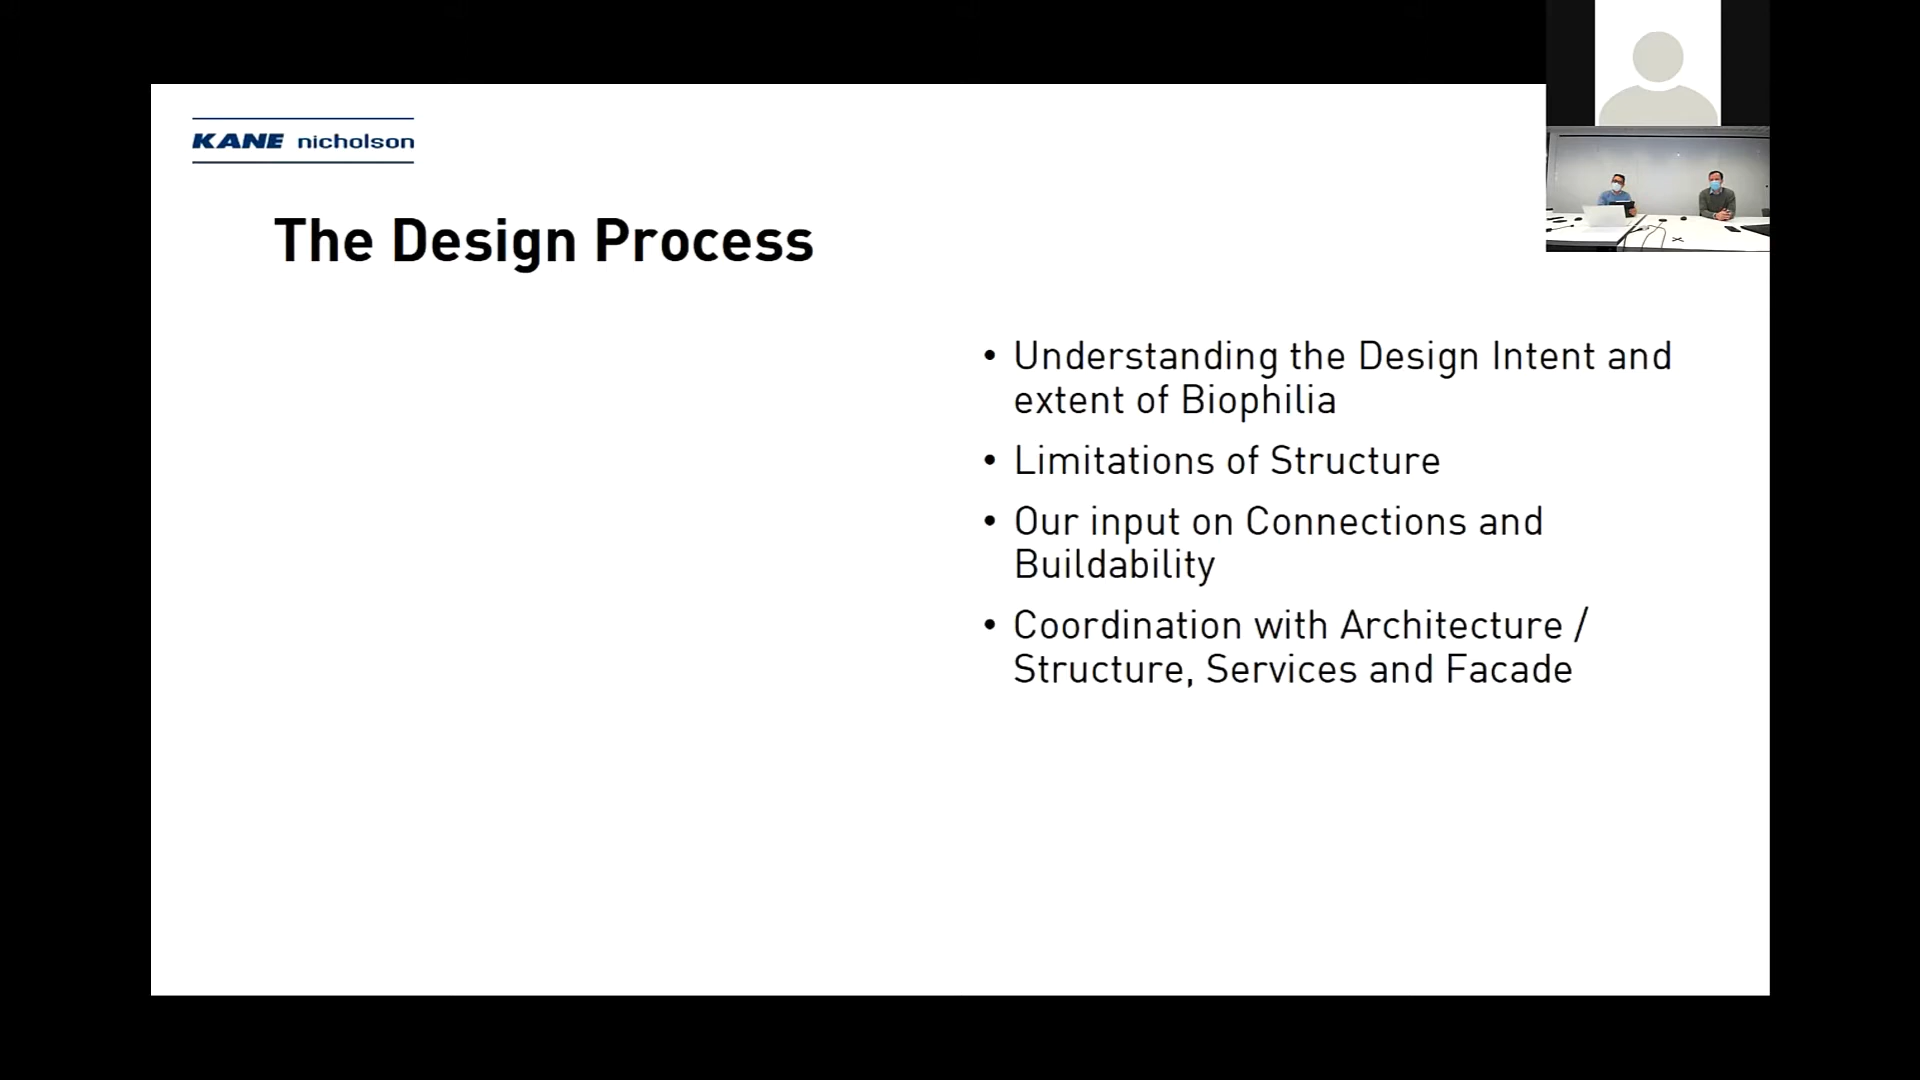 KANE nicholson
The Design Process
• Understanding the Design Intent and
extent of Biophilia
• Limitations of Structure
• Our input on Connections and
Buildability
• Coordination with Architecture /
Structure, Services and Facade